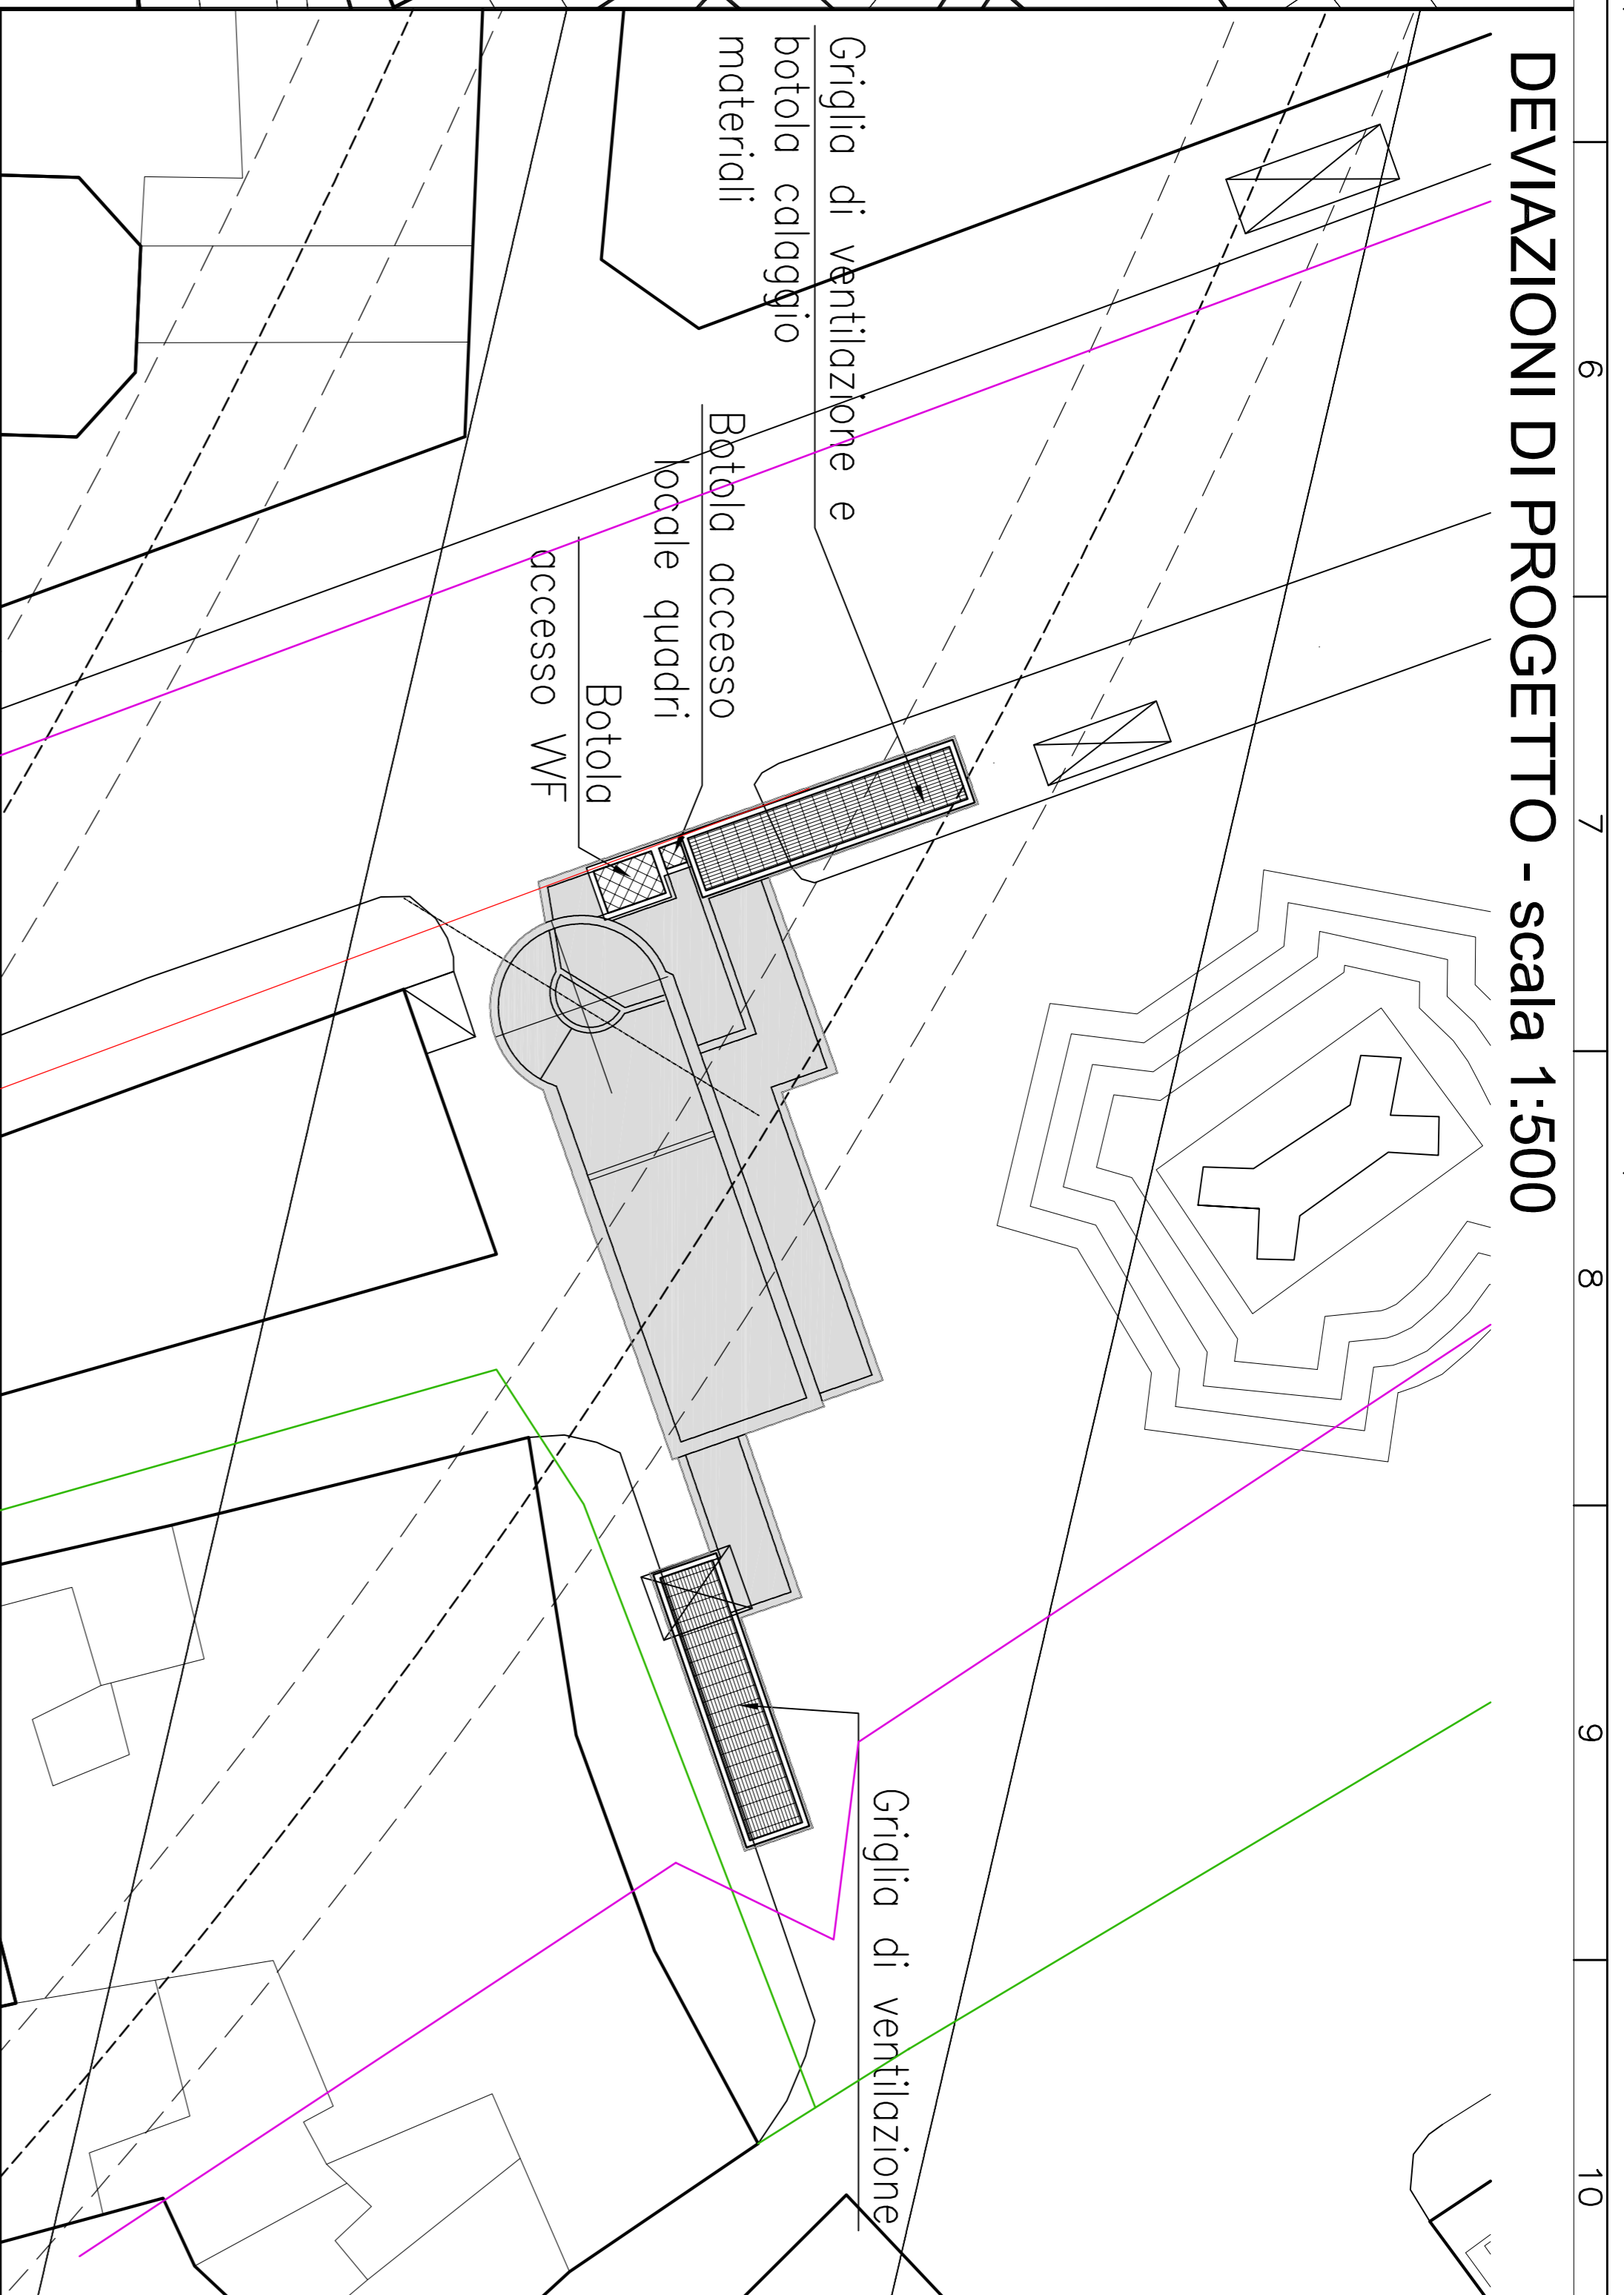 DEVIAZIONI DI PROGETTO - scala 1:500
6
7
8
9
10
Griglia di ventilazione e
botola calaggio
materiali
Botola accesso
locale quadri
Botola
accesso VVF
Griglia di ventilazione